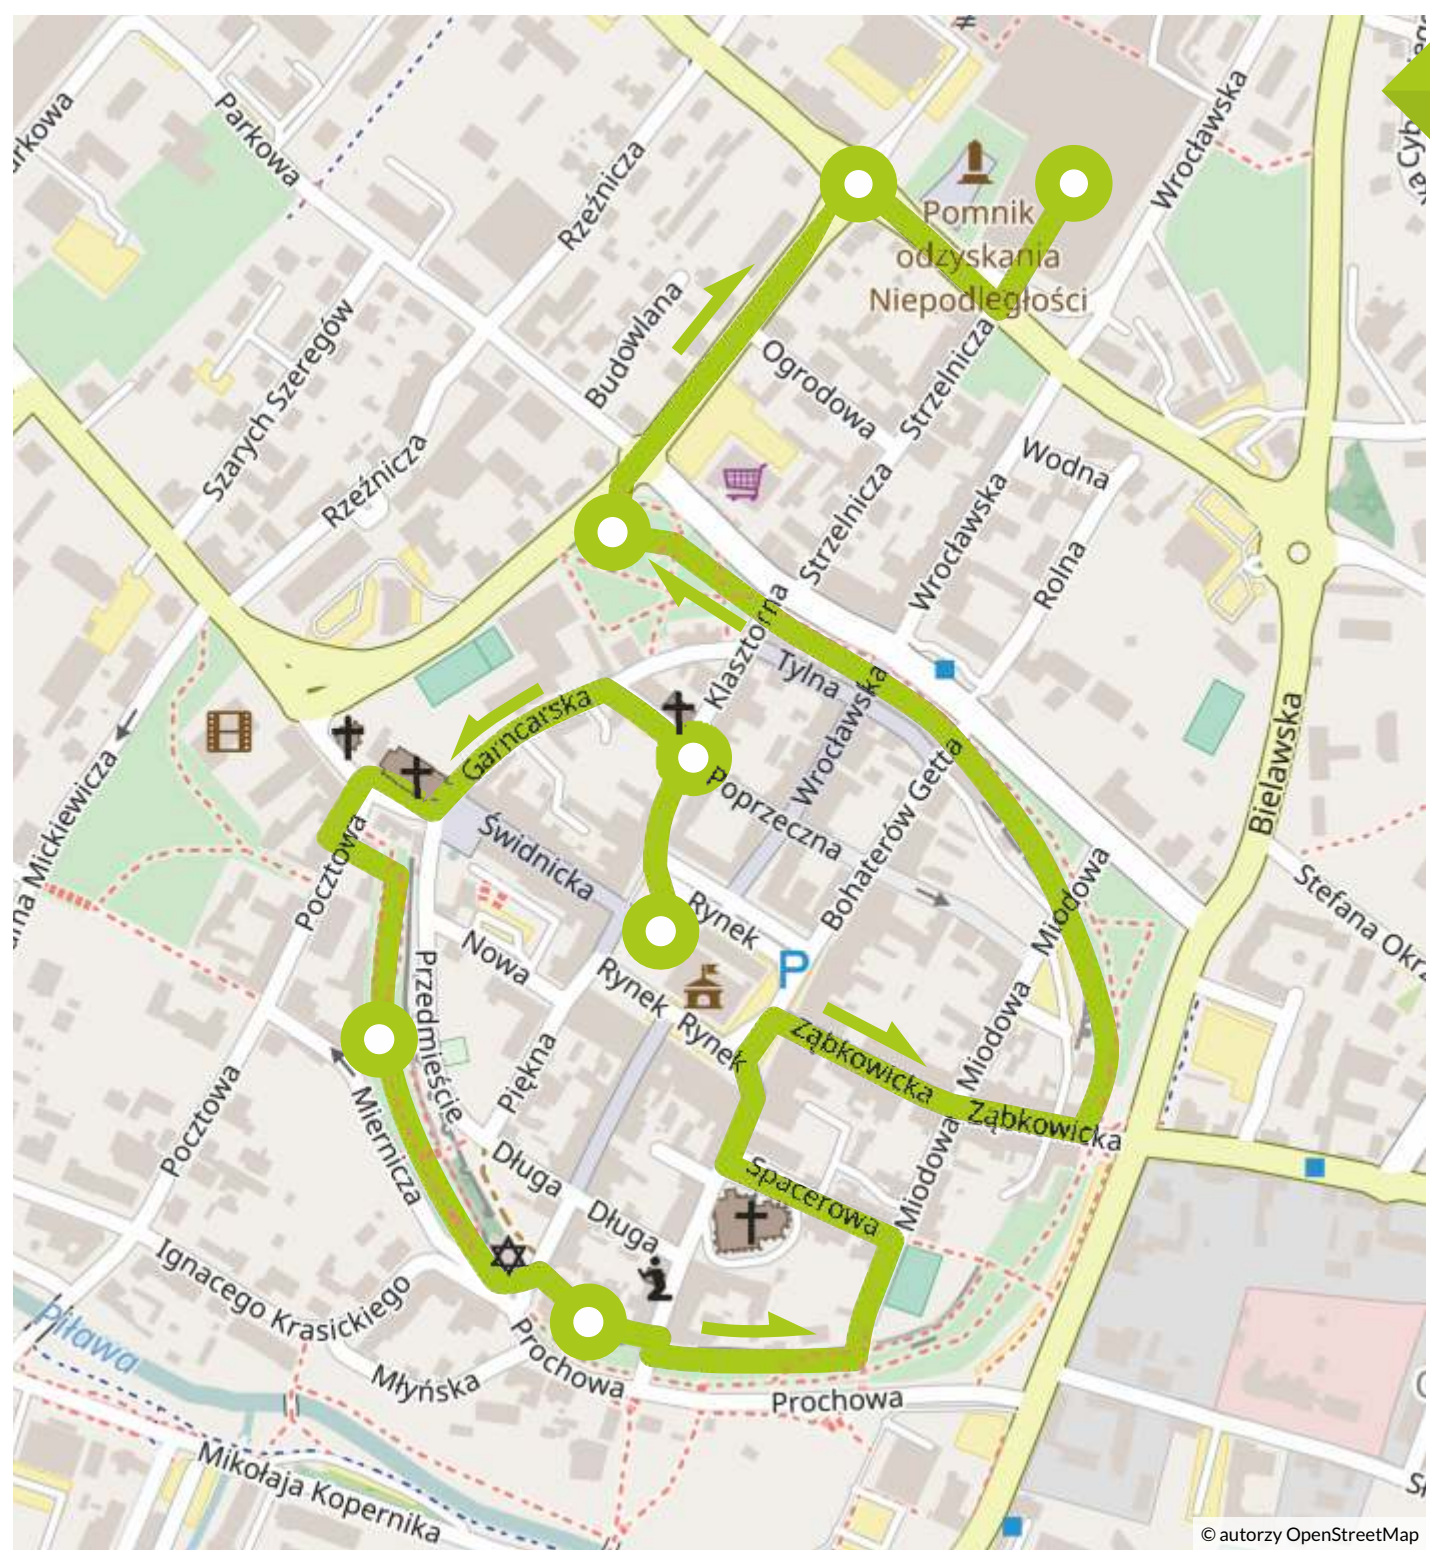 Parkowa
Wrocławska
Rzeźnicza
Pomnik
odzyskania
Niepodległości
Budowlana
Szarych Szeregów
Ogrodowa
Strzelnicza
Rzeźnicza
Wodna
Strzelnicza
Wrocławska
Rolna
Klasztorna
Tylna
Wrocławska
Garncarska
Bielawska
Poprzeczna
Bohaterów Getta
Świdnicka
Pocztowa
Miodowa
Stefana Okrz
Rynek
Nowa
Przedmieście
Rynek
Rynek
P
Ząbkowicka
Miodowa
Ząbkowicka
Piękna
Pocztowa
Miernicza
Długa
Długa
Spacerowa
Miodowa
Ignacego Krasickiego
Piława
Prochowa
Młyńska
Prochowa
Mikołaja Kopernika
© autorzy OpenStreetMap